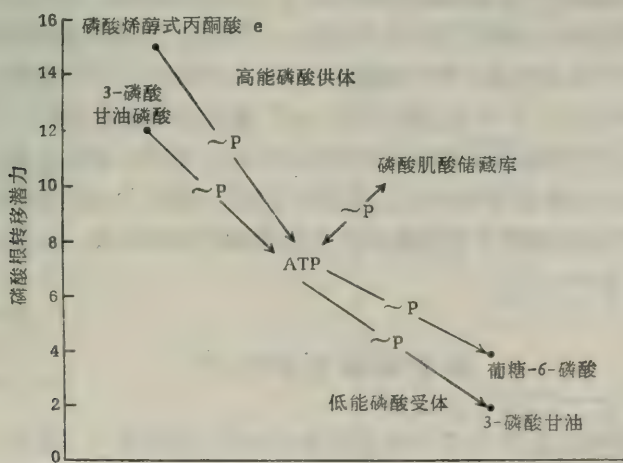 16
磷酸烯醇式丙酮酸 e
14
高能磷酸供体
3-磷酸
甘油磷酸
12
～P
磷酸肌酸储藏库
10
～P
～P
8
ATP
6
～P
～P
4
葡糖-6-磷酸
低能磷酸受体
2
3-磷酸甘油
0
磷酸根转移潜力